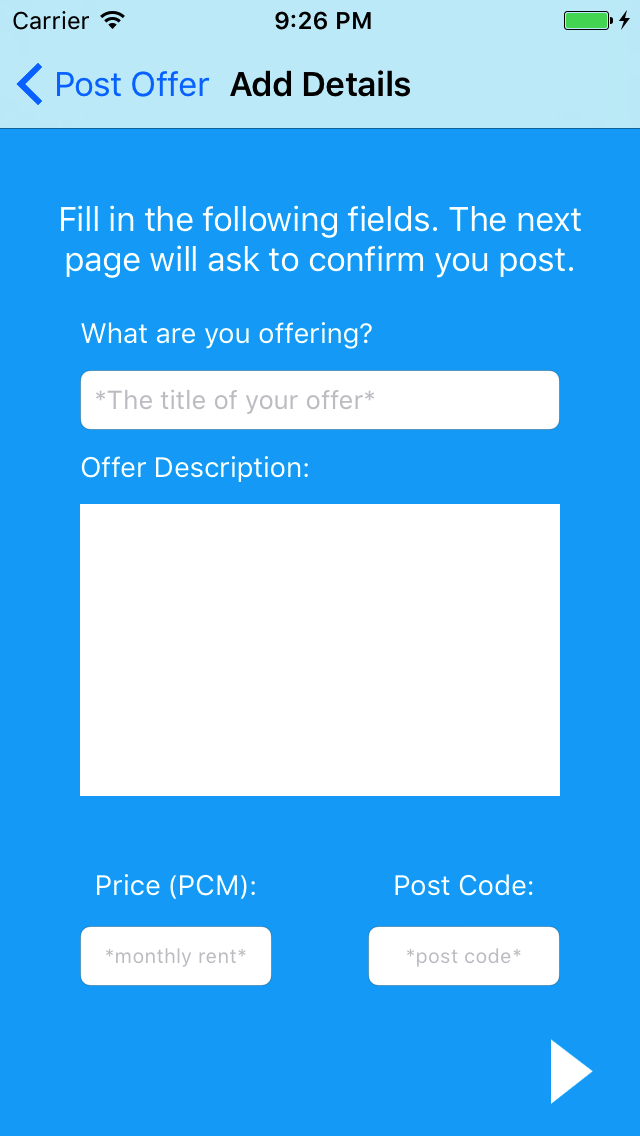 Carrier 9:26 PM
Post Offer Add Details
Fill in the following fields. The next
page will ask to confirm you post.
What are you offering?
*The title of your offer*
Offer Description:
Price (PCM): Post Code:
*monthly rent* *post code*